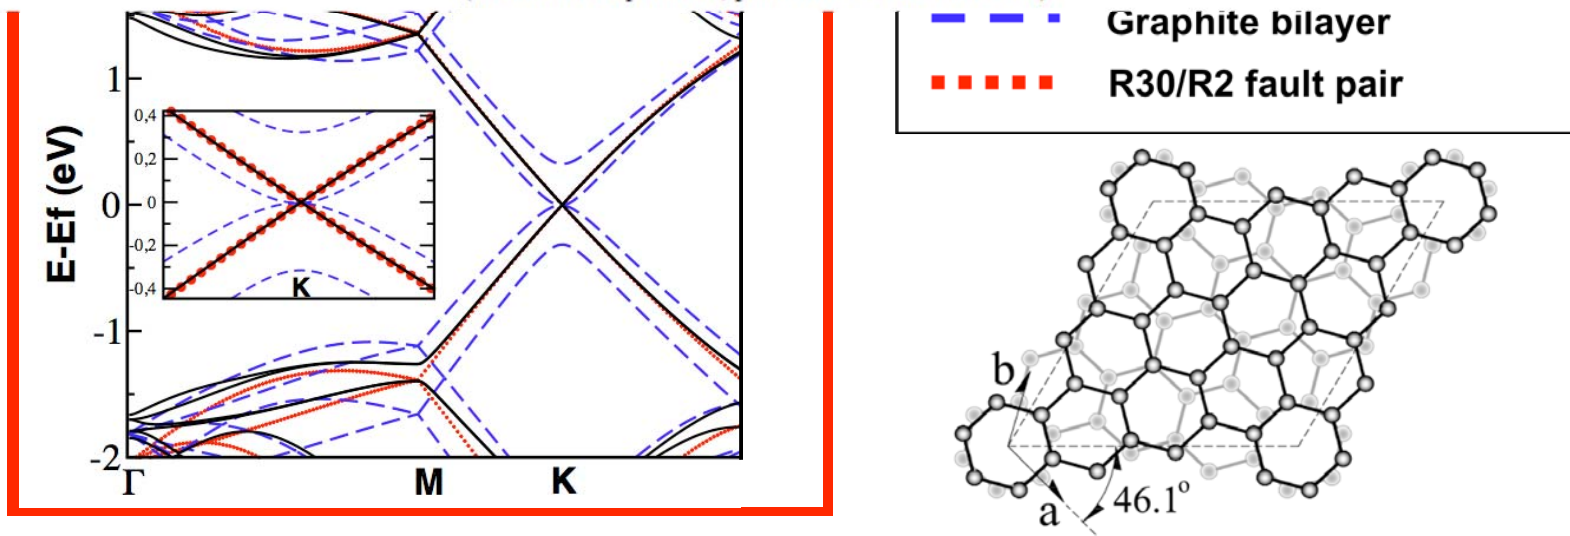 Graphite bilayer
R30/R2 fault pair
E-Ef (eV)
1
0
-1
-2
0,4
0,2
0
-0,2
-0,4
K
Γ
M
K
b
a
46.1º